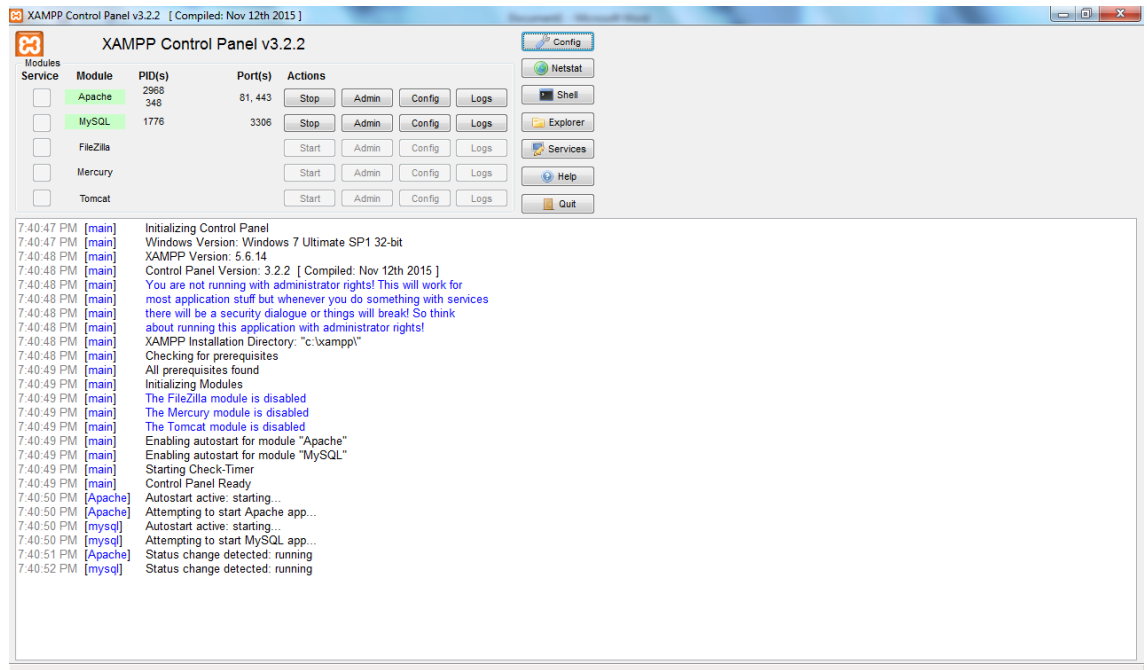 XAMPP Control Panel v3.2.2 [ Compiled: Nov 12th 2015 ]
XAMPP Control Panel v3.2.2
Config
Modules
Service Module PID(s) Port(s) Actions
Netstat
Apache 2968 348 81, 443 Stop Admin Config Logs
Shell
MySQL 1776 3306 Stop Admin Config Logs
Explorer
FileZilla Start Admin Config Logs
Services
Mercury Start Admin Config Logs
Help
Tomcat Start Admin Config Logs
Quit
7:40:47 PM [main] Initializing Control Panel
7:40:47 PM [main] Windows Version: Windows 7 Ultimate SP1 32-bit
7:40:48 PM [main] XAMPP Version: 5.6.14
7:40:48 PM [main] Control Panel Version: 3.2.2 [ Compiled: Nov 12th 2015 ]
7:40:48 PM [main] You are not running with administrator rights! This will work for
7:40:48 PM [main] most application stuff but whenever you do something with services
7:40:48 PM [main] there will be a security dialogue or things will break! So think
7:40:48 PM [main] about running this application with administrator rights!
7:40:48 PM [main] XAMPP Installation Directory: "c:\xampp\"
7:40:48 PM [main] Checking for prerequisites
7:40:49 PM [main] All prerequisites found
7:40:49 PM [main] Initializing Modules
7:40:49 PM [main] The FileZilla module is disabled
7:40:49 PM [main] The Mercury module is disabled
7:40:49 PM [main] The Tomcat module is disabled
7:40:49 PM [main] Enabling autostart for module "Apache"
7:40:49 PM [main] Enabling autostart for module "MySQL"
7:40:49 PM [main] Starting Check-Timer
7:40:49 PM [main] Control Panel Ready
7:40:50 PM [Apache] Autostart active: starting...
7:40:50 PM [Apache] Attempting to start Apache app...
7:40:50 PM [mysql] Autostart active: starting...
7:40:50 PM [mysql] Attempting to start MySQL app...
7:40:51 PM [Apache] Status change detected: running
7:40:52 PM [mysql] Status change detected: running